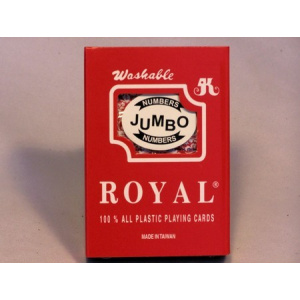 Washable
NUMBERS
JUMBO
NUMBERS
ROYAL®
100 % ALL PLASTIC PLAYING CARDS
MADE IN TAIWAN